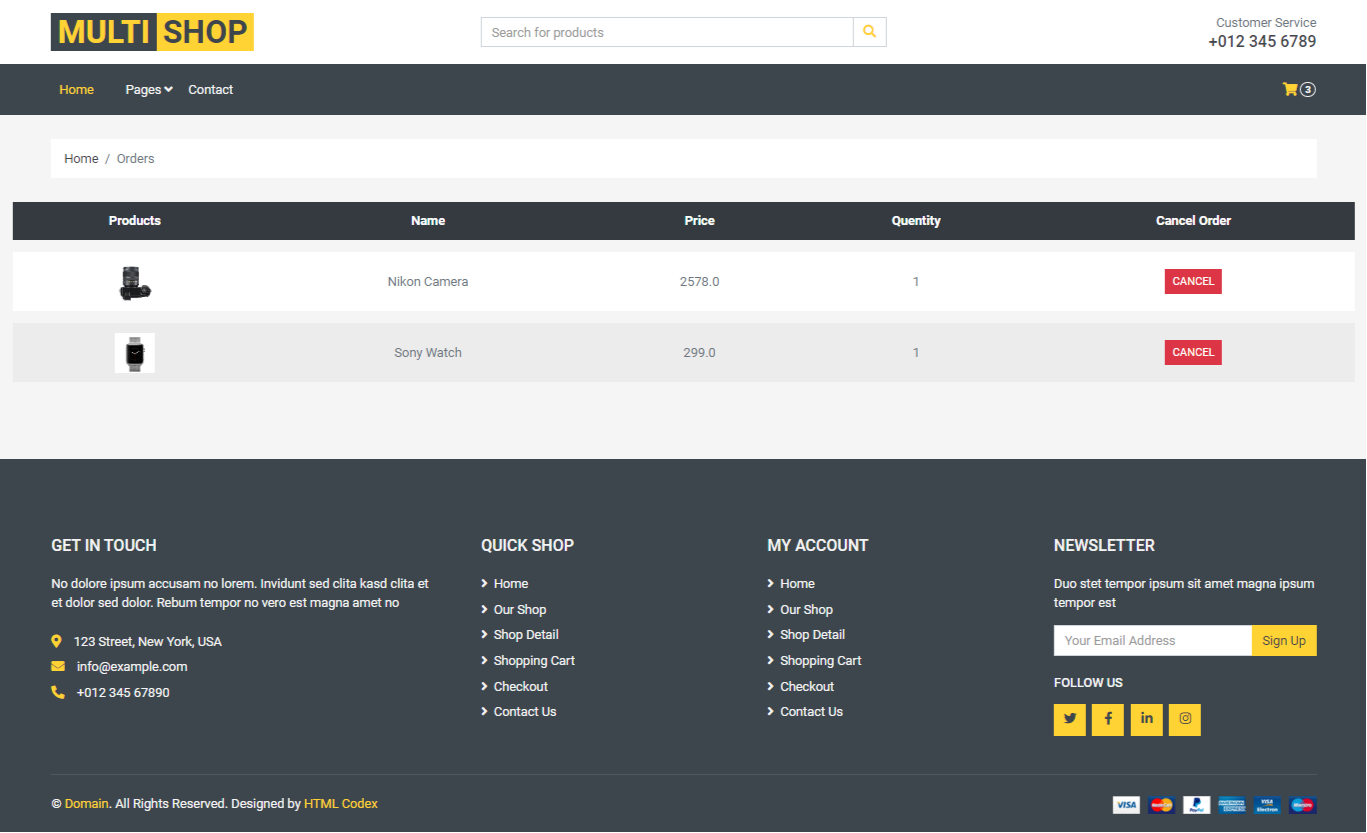 MULTI SHOP
Search for products
Customer Service
+012 345 6789
Home Pages Contact
3
Home / Orders
Products Name Price Quentity Cancel Order
Nikon Camera 2578.0 1 CANCEL
Sony Watch 299.0 1 CANCEL
GET IN TOUCH
No dolore ipsum accusam no lorem. Invidunt sed clita kasd clita et
et dolor sed dolor. Rebum tempor no vero est magna amet no
123 Street, New York, USA
info@example.com
+012 345 67890
QUICK SHOP
Home
Our Shop
Shop Detail
Shopping Cart
Checkout
Contact Us
MY ACCOUNT
Home
Our Shop
Shop Detail
Shopping Cart
Checkout
Contact Us
NEWSLETTER
Duo stet tempor ipsum sit amet magna ipsum
tempor est
Your Email Address Sign Up
FOLLOW US
© Domain. All Rights Reserved. Designed by HTML Codex
VISA MasterCard PayPal VISA Electron Maestro